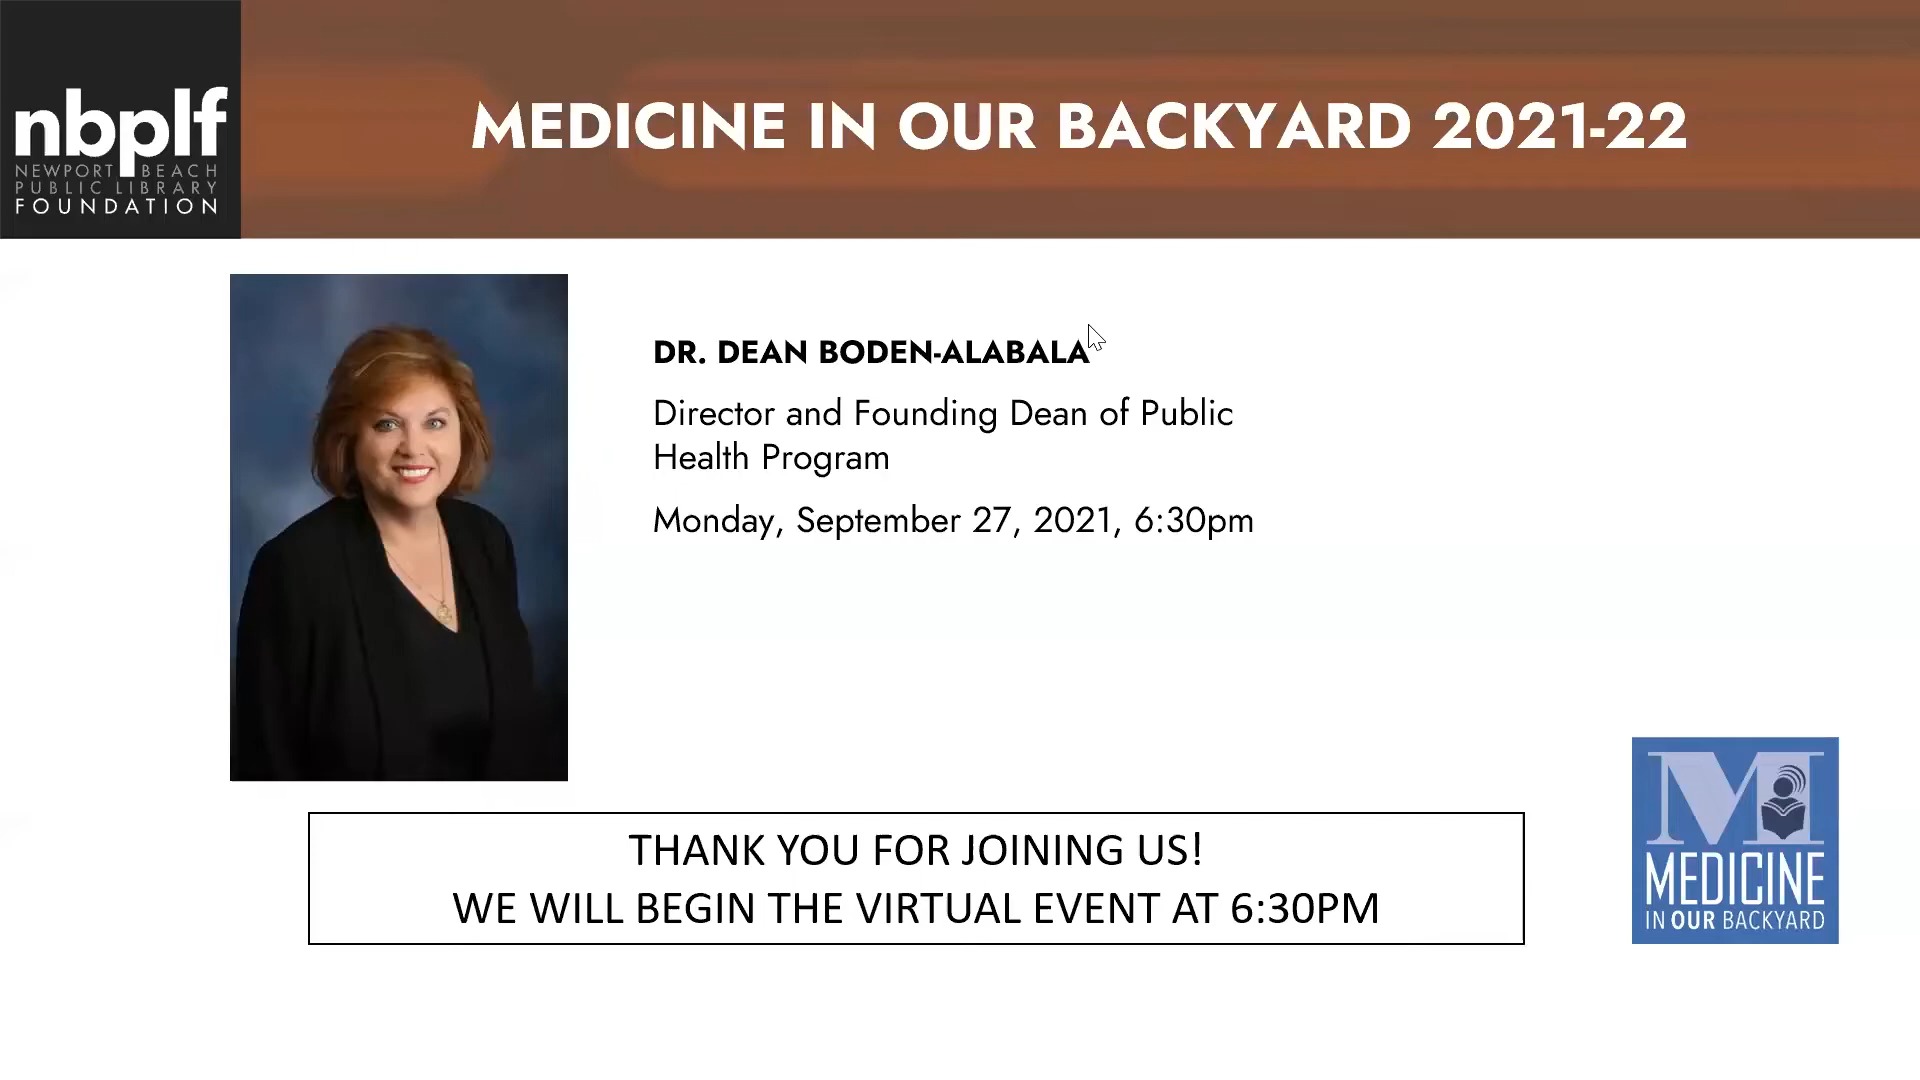 nbplf
NEWPORT BEACH
PUBLIC LIBRARY
FOUNDATION
MEDICINE IN OUR BACKYARD 2021-22
DR. DEAN BODEN-ALABALA
Director and Founding Dean of Public
Health Program
Monday, September 27, 2021, 6:30pm
THANK YOU FOR JOINING US!
WE WILL BEGIN THE VIRTUAL EVENT AT 6:30PM
M
MEDICINE
IN OUR BACKYARD